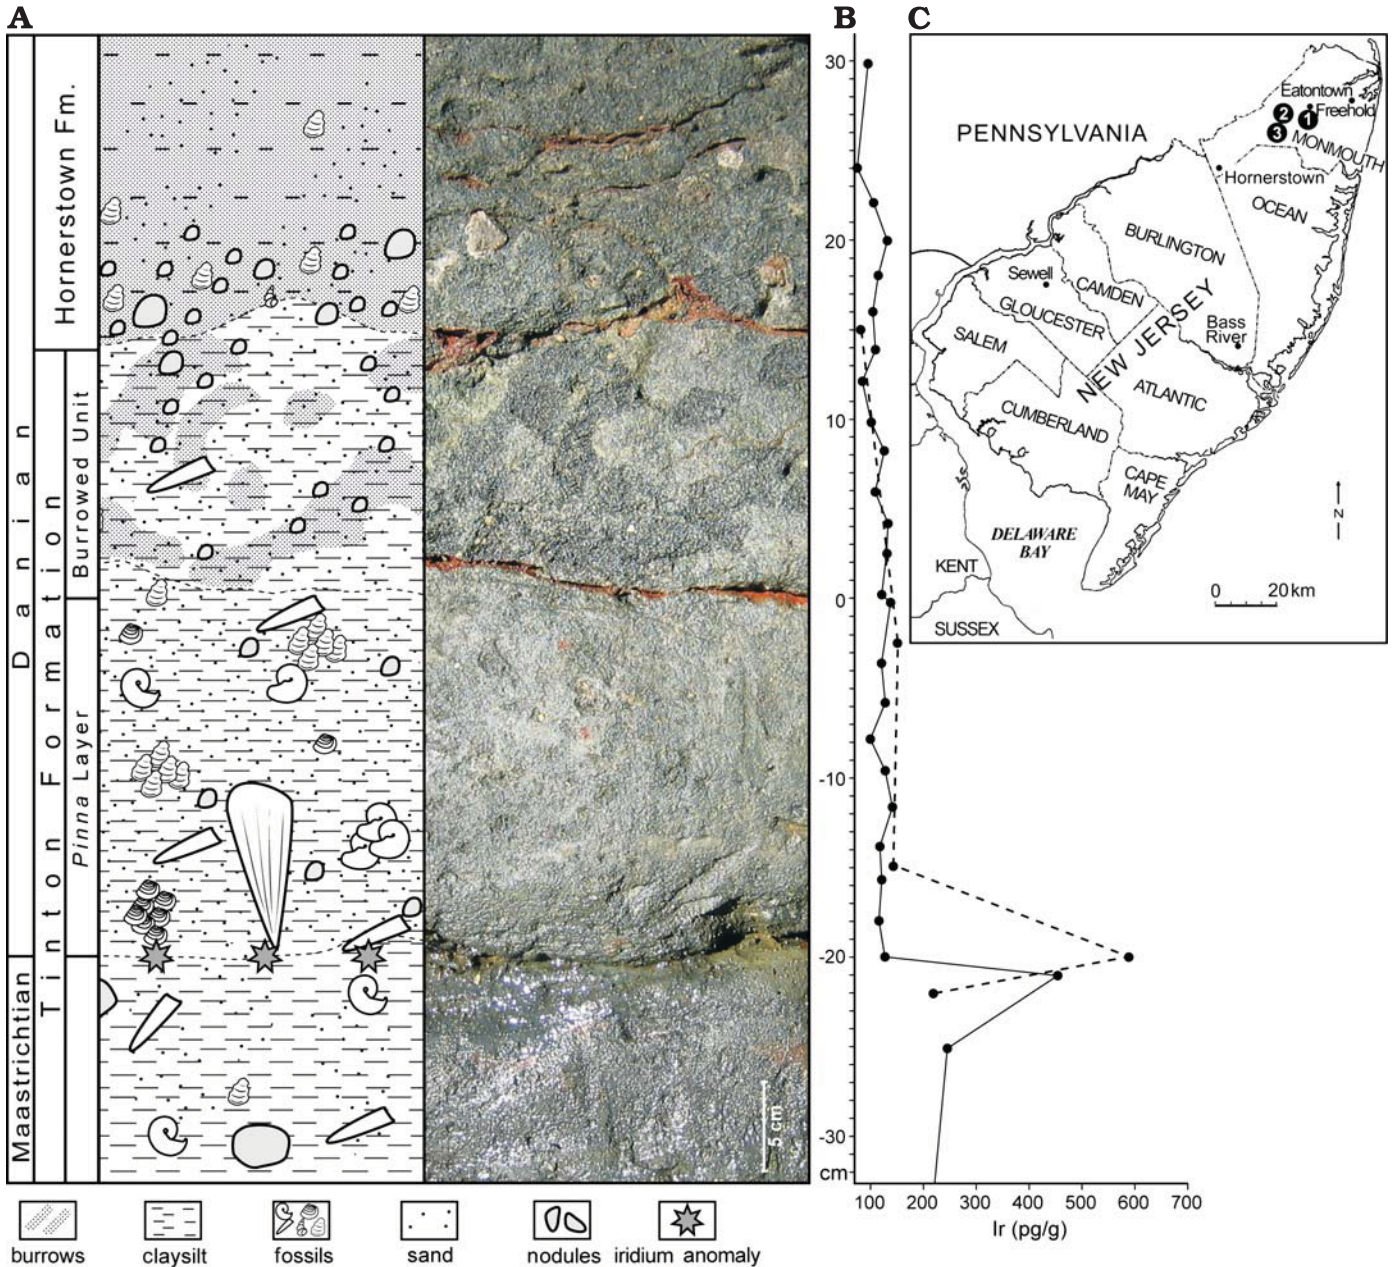 A
B
C
Hornerstown Fm.
Danian
Maastrichtian
Tinton Formation
Burrowed Unit
Pinna Layer
5 cm
burrows
claysilt
fossils
sand
nodules
iridium anomaly
30
20
10
0
-10
-20
-30
cm
100
200
300
400
500
600
700
Ir (pg/g)
PENNSYLVANIA
Eatontown
Freehold
1
2
3
MONMOUTH
Hornerstown
OCEAN
BURLINGTON
Sewell
CAMDEN
GLOUCESTER
NEW JERSEY
SALEM
Bass
River
ATLANTIC
CUMBERLAND
CAPE
MAY
DELAWARE
BAY
KENT
SUSSEX
N
0
20 km